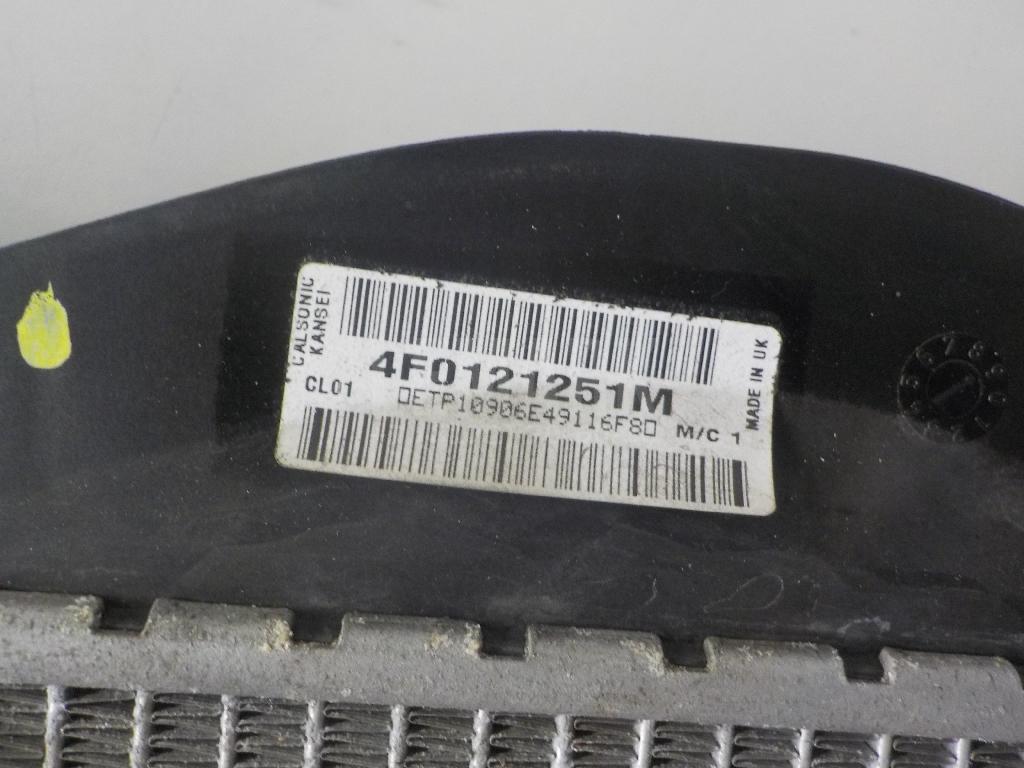 CALSONIC
KANSEI
4F0121251M
CL01
▯ETP10906E49116F8▯
M/C 1
MADE IN UK